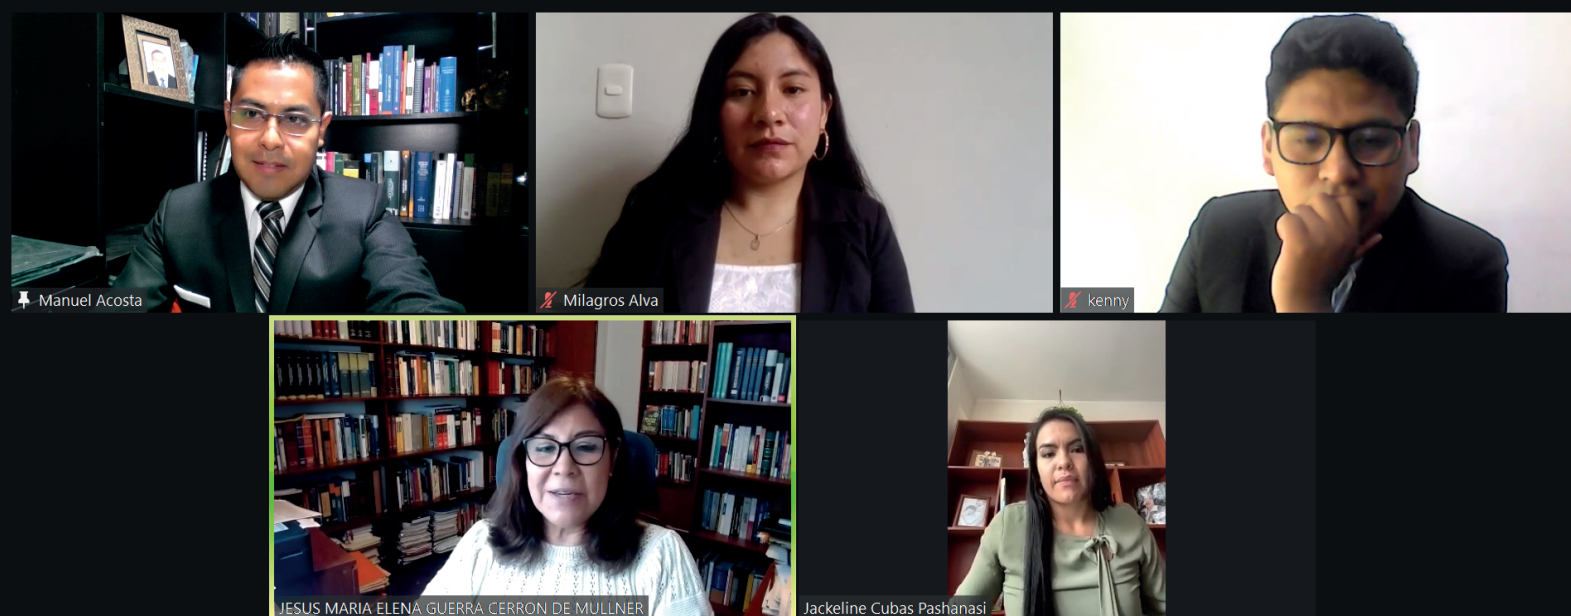 Manuel Acosta
Milagros Alva
kenny
JESUS MARIA ELENA GUERRA CERRON DE MULLNER
Jackeline Cubas Pashanasi